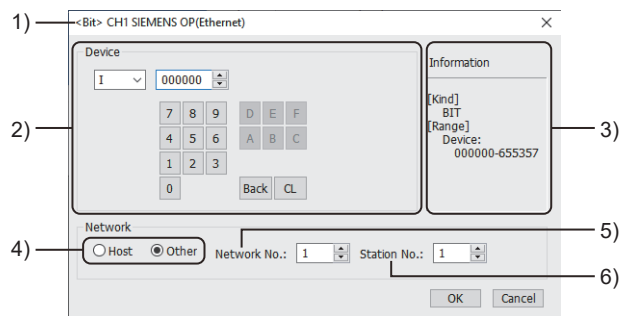 1)
<Bit> CH1 SIEMENS OP(Ethernet)
Device
I 000000
2)
7 8 9 D E F
4 5 6 A B C
1 2 3
0 Back CL
Information
[Kind]
BIT
[Range]
Device:
000000-655357
3)
Network
4)
Host Other Network No.: 1 Station No.: 1
5)
6)
OK Cancel